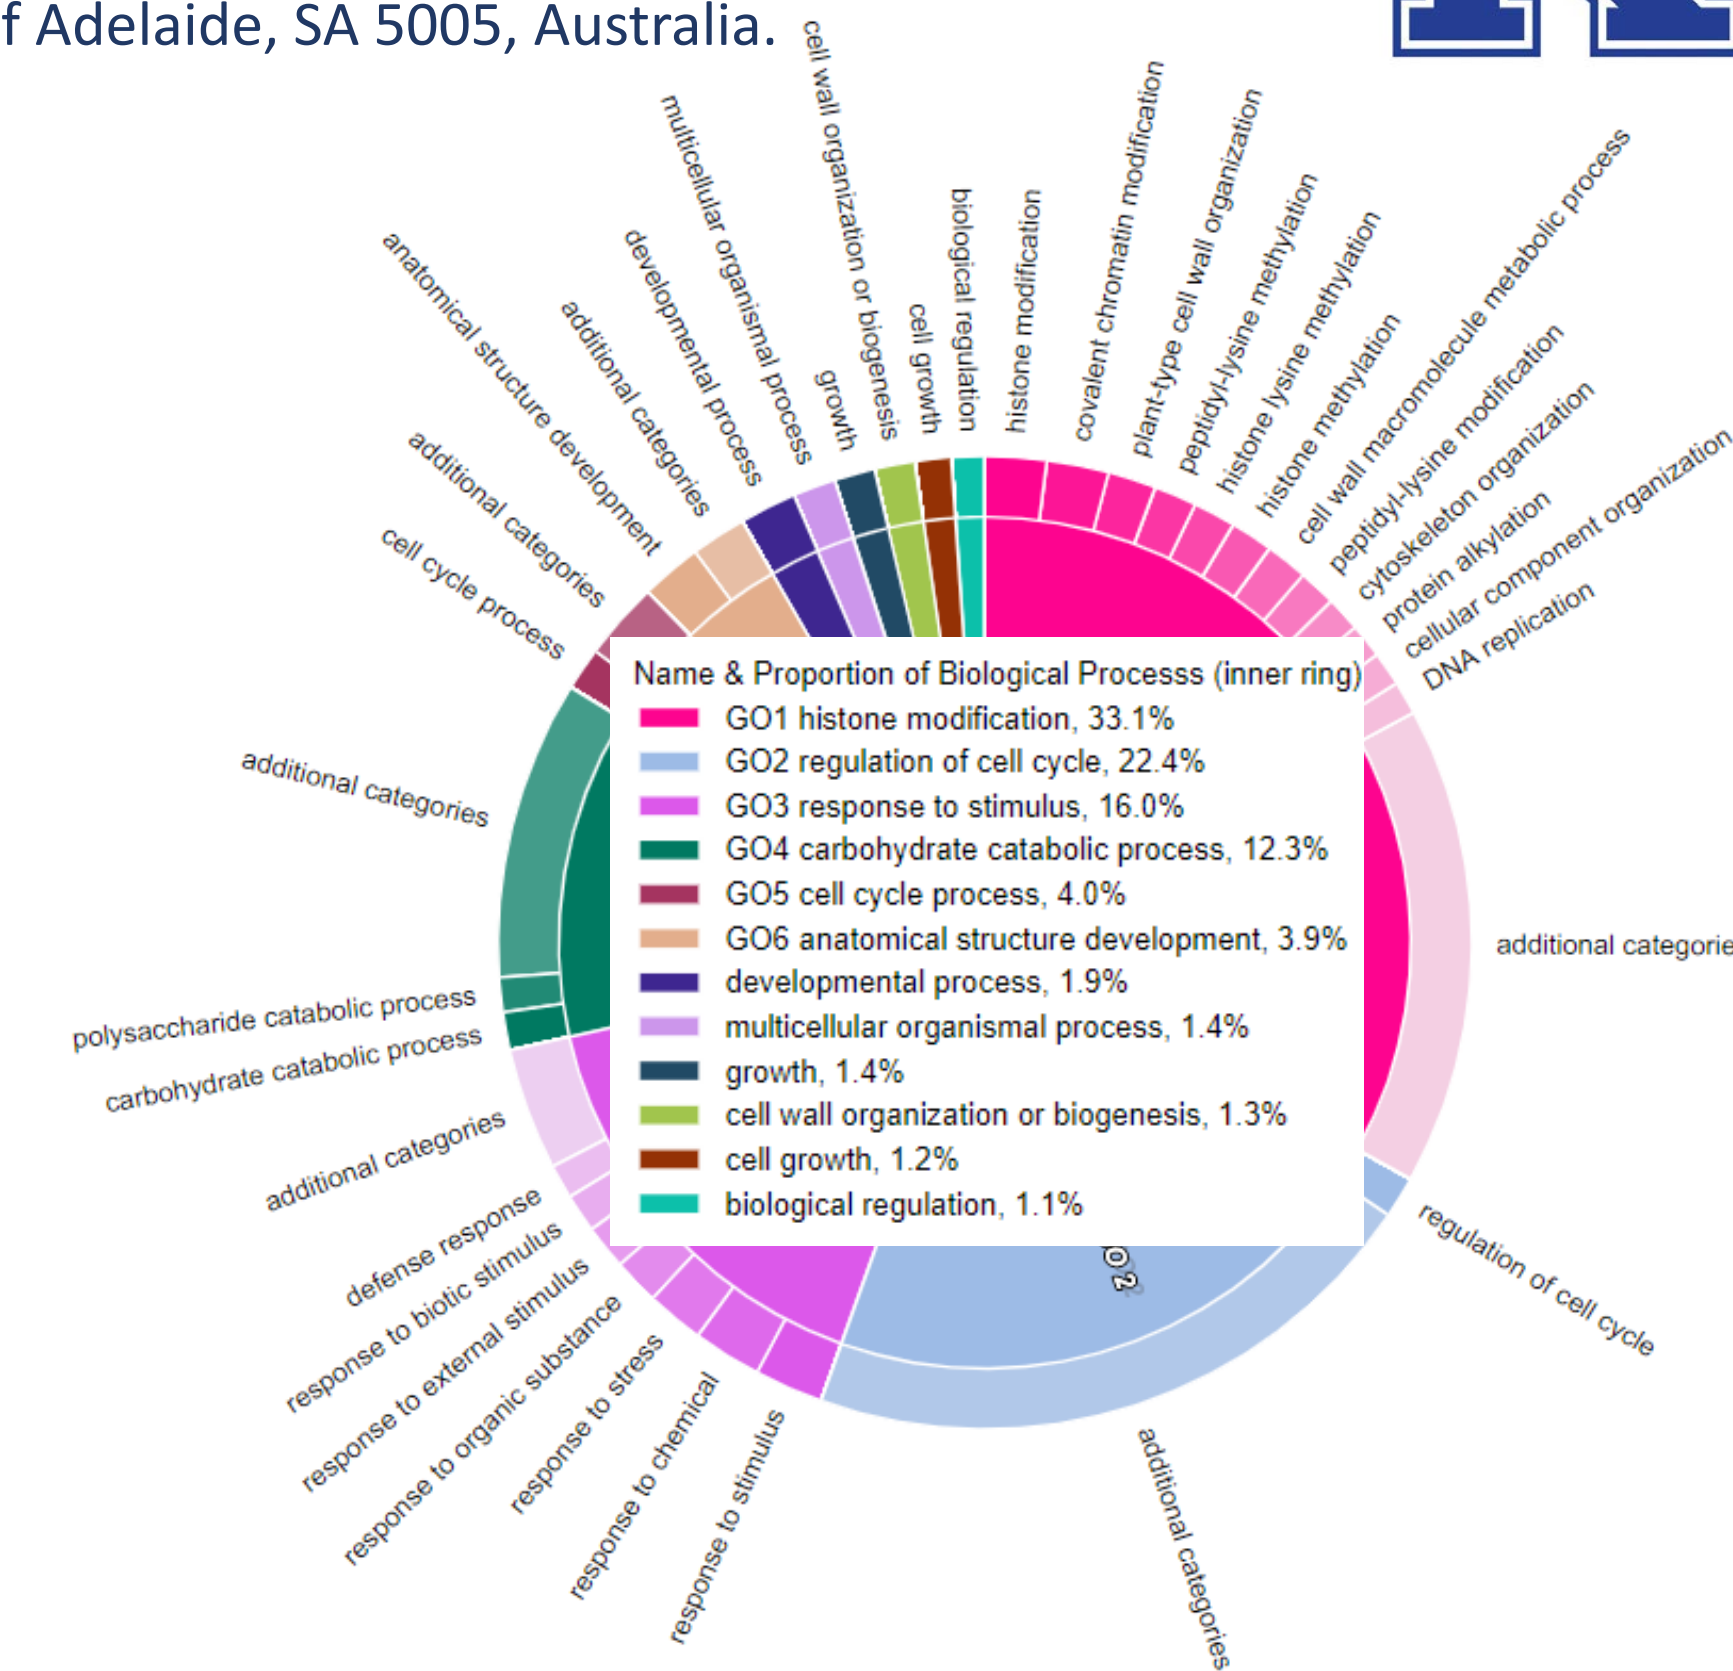 f Adelaide, SA 5005, Australia.
cell wall organization or biogenesis
multicellular organismal process
developmental process
additional categories
anatomical structure development
additional categories
cell cycle process
growth
cell growth
biological regulation
histone modification
covalent chromatin modification
plant-type cell wall organization
peptidyl-lysine methylation
histone lysine methylation
histone methylation
cell wall macromolecule metabolic process
peptidyl-lysine modification
cytoskeleton organization
protein alkylation
cellular component organization
DNA replication
additional categorie
regulation of cell cycle
additional categories
response to stimulus
response to chemical
response to stress
response to organic substance
response to external stimulus
response to biotic stimulus
defense response
additional categories
carbohydrate catabolic process
polysaccharide catabolic process
additional categories
Name & Proportion of Biological Processs (inner ring)
GO1 histone modification, 33.1%
GO2 regulation of cell cycle, 22.4%
GO3 response to stimulus, 16.0%
GO4 carbohydrate catabolic process, 12.3%
GO5 cell cycle process, 4.0%
GO6 anatomical structure development, 3.9%
developmental process, 1.9%
multicellular organismal process, 1.4%
growth, 1.4%
cell wall organization or biogenesis, 1.3%
cell growth, 1.2%
biological regulation, 1.1%
O 2